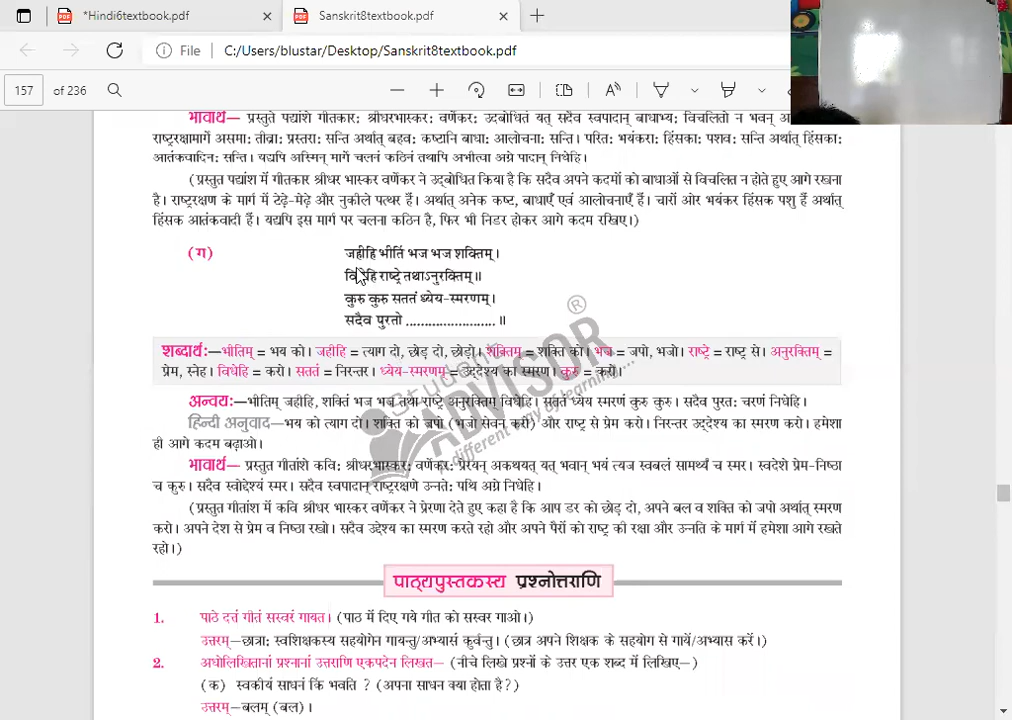 *Hindi6textbook.pdf
Sanskrit8textbook.pdf
File C:/Users/blustar/Desktop/Sanskrit8textbook.pdf
157 of 236
भावार्थ– प्रस्तुते पद्यांशे गीतकारः श्रीधरभास्करः वर्णेकरः उद्बोधितं यत् सदैव स्वपादान् बाधाभ्यः विचलितो न भवन्
राष्ट्ररक्षामार्गे असमाः तीव्राः प्रस्तराः सन्ति अर्थात् बहवः कष्टानि बाधाः आलोचनाः सन्ति। परितः भयंकराः हिंसकाः पशवः सन्ति अर्थात् हिंसकाः
आतंकवादिनः सन्ति। यद्यपि अस्मिन् मार्गे चलनं कठिनं तथापि अभीत्वा अग्रे पादान् निधेहि।
(प्रस्तुत पद्यांश में गीतकार श्रीधर भास्कर वर्णेकर ने उद्बोधित किया है कि सदैव अपने कदमों को बाधाओं से विचलित न होते हुए आगे रखना
है। राष्ट्ररक्षण के मार्ग में टेढ़े-मेढ़े और नुकीले पत्थर हैं। अर्थात् अनेक कष्ट, बाधाएँ एवं आलोचनाएँ हैं। चारों ओर भयंकर हिंसक पशु हैं अर्थात्
हिंसक आतंकवादी हैं। यद्यपि इस मार्ग पर चलना कठिन है, फिर भी निडर होकर आगे कदम रखिए।)
(ग) जहीहि भीतिं भज भज शक्तिम्।
राष्ट्रे तथाऽनुरक्तिम्॥
कुरु कुरु सततं ध्येय-स्मरणम्।
सदैव पुरतो ........................॥
शब्दार्थः–भीतिम् = भय को। जहीहि = त्याग दो, छोड़ दो, छोड़ो। शक्तिम् = शक्ति को। भज = जपो, भजो। राष्ट्रे = राष्ट्र से। अनुरक्तिम् =
प्रेम, स्नेह। विधेहि = करो। सततं = निरन्तर। ध्येय-स्मरणम् = उद्देश्य का स्मरण। कुरु = करो।
अन्वयः–भीतिम् जहीहि, शक्तिं भज भज तथा राष्ट्रे अनुरक्तिम् विधेहि। सततं ध्येय स्मरणं कुरु कुरु। सदैव पुरतः चरणं निधेहि।
हिन्दी अनुवाद–भय को त्याग दो। शक्ति को जपो (भजो सेवन करो) और राष्ट्र से प्रेम करो। निरन्तर उद्देश्य का स्मरण करो। हमेशा
ही आगे कदम बढ़ाओ।
भावार्थ– प्रस्तुत गीतांशे कविः श्रीधरभास्करः वर्णेकरः प्रेरयन् अकथयत् यत् भवान् भयं त्यज स्वबलं सामर्थ्यं च स्मर। स्वदेशे प्रेम-निष्ठा
च कुरु। सदैव स्वोद्देश्यं स्मर। सदैव स्वपादान् राष्ट्ररक्षणे उन्नतेः पथि अग्रे निधेहि।
(प्रस्तुत गीतांश में कवि श्रीधर भास्कर वर्णेकर ने प्रेरणा देते हुए कहा है कि आप डर को छोड़ दो, अपने बल व शक्ति को जपो अर्थात् स्मरण
करो। अपने देश से प्रेम व निष्ठा रखो। सदैव उद्देश्य का स्मरण करते रहो और अपने पैरों को राष्ट्र की रक्षा और उन्नति के मार्ग में हमेशा आगे रखते
रहो।)
पाठ्यपुस्तकस्य प्रश्नोत्तराणि
1. पाठे दत्तं गीतं सस्वरं गायत। (पाठ में दिए गये गीत को सस्वर गाओ।)
उत्तरम्–छात्राः स्वशिक्षकस्य सहयोगेन गायन्तु/अभ्यासं कुर्वन्तु। (छात्र अपने शिक्षक के सहयोग से गायें/अभ्यास करें।)
2. अधोलिखितानां प्रश्नानां उत्तराणि एकपदेन लिखत– (नीचे लिखे प्रश्नों के उत्तर एक शब्द में लिखिए–)
(क) स्वकीयं साधनं किं भवति ? (अपना साधन क्या होता है?)
उत्तरम्–बलम् (बल)।
Student
ADVISOR
A different way of learning....